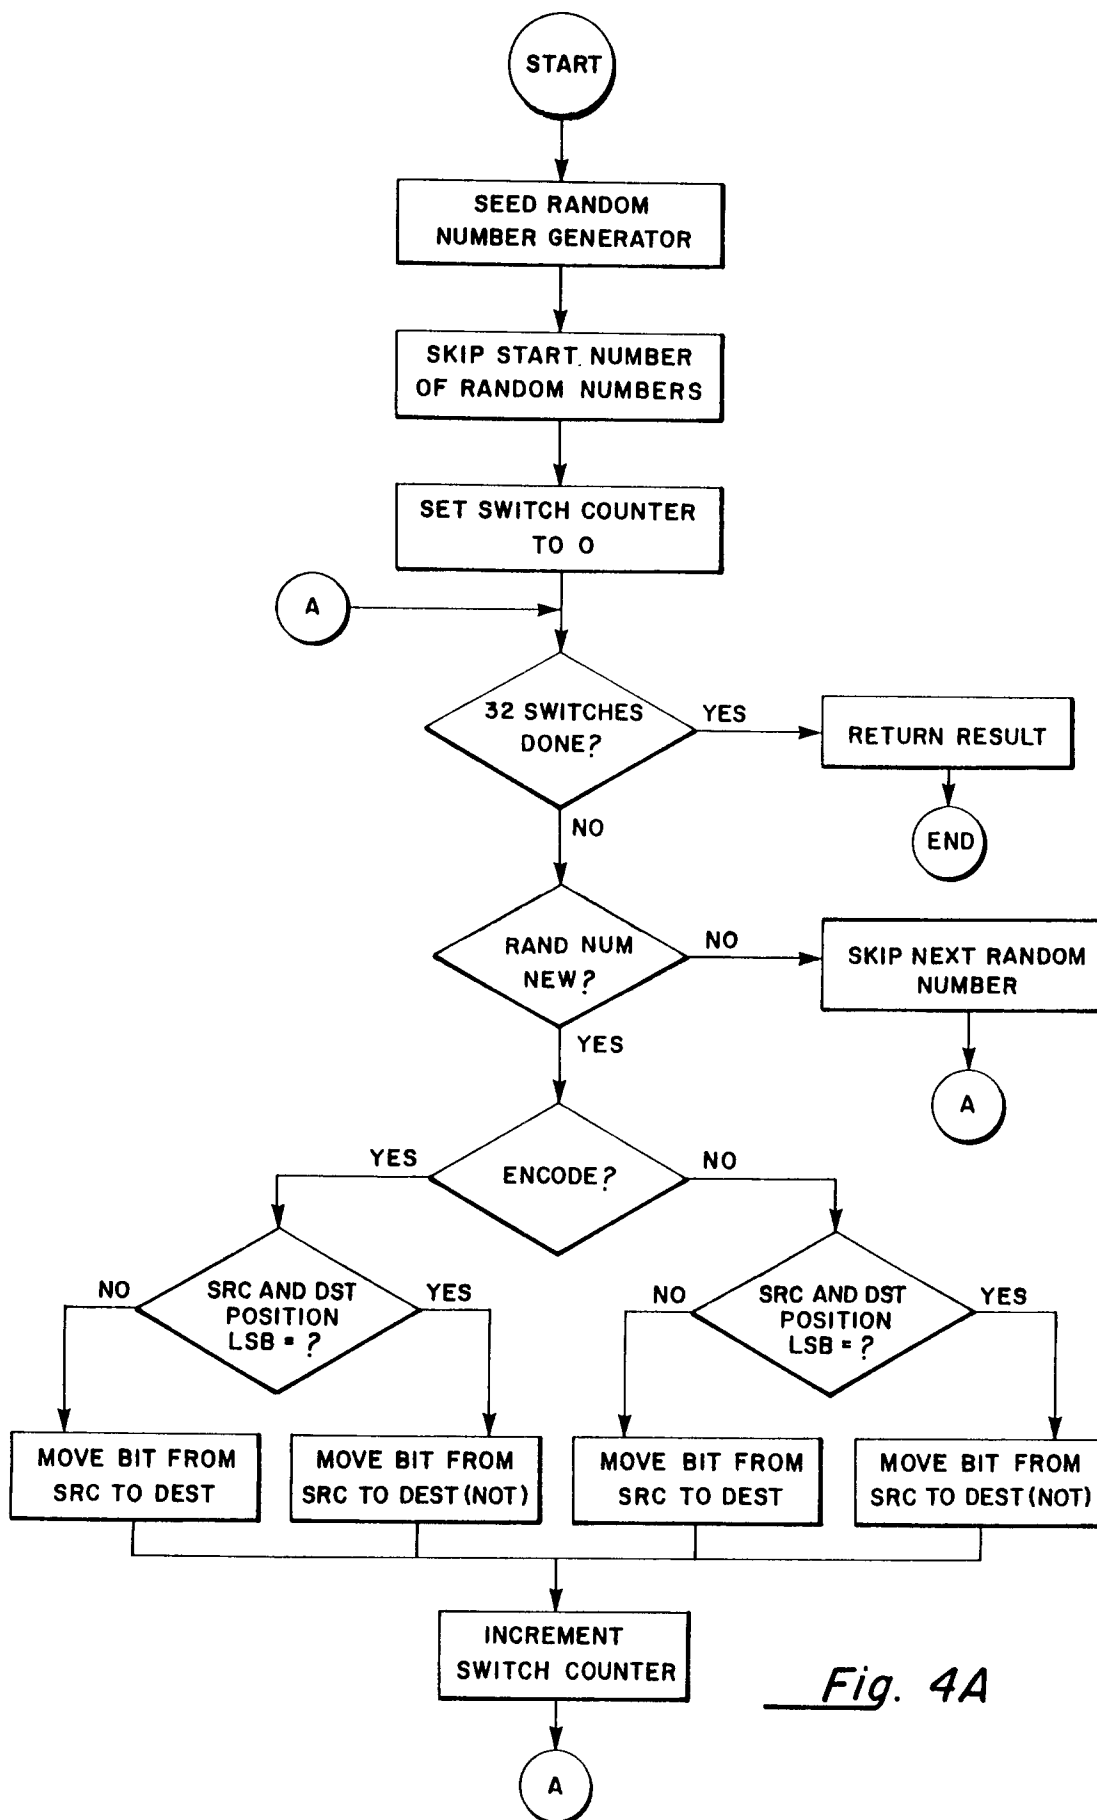 START
SEED RANDOM
NUMBER GENERATOR
SKIP START NUMBER
OF RANDOM NUMBERS
SET SWITCH COUNTER
TO 0
A
32 SWITCHES
DONE?
YES
RETURN RESULT
NO
END
RAND NUM
NEW?
NO
SKIP NEXT RANDOM
NUMBER
YES
A
ENCODE?
YES
NO
SRC AND DST
POSITION
LSB = ?
NO
YES
SRC AND DST
POSITION
LSB = ?
NO
YES
MOVE BIT FROM
SRC TO DEST
MOVE BIT FROM
SRC TO DEST (NOT)
MOVE BIT FROM
SRC TO DEST
MOVE BIT FROM
SRC TO DEST (NOT)
INCREMENT
SWITCH COUNTER
Fig. 4A
A